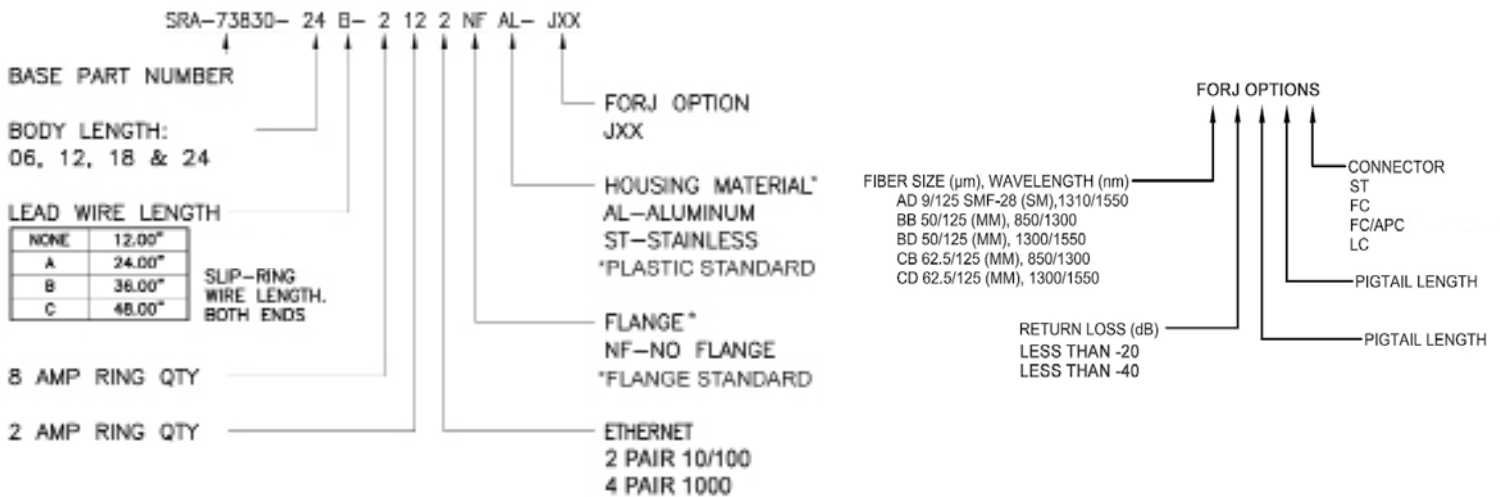 SRA-73830- 24 B- 2 12 2 NF AL- JXX
BASE PART NUMBER
BODY LENGTH:
06, 12, 18 & 24
LEAD WIRE LENGTH
NONE 12.00"
A 24.00"
B 36.00"
C 48.00"
SLIP-RING
WIRE LENGTH.
BOTH ENDS
8 AMP RING QTY
2 AMP RING QTY
FORJ OPTION
JXX
HOUSING MATERIAL*
AL-ALUMINUM
ST-STAINLESS
*PLASTIC STANDARD
FLANGE*
NF-NO FLANGE
*FLANGE STANDARD
ETHERNET
2 PAIR 10/100
4 PAIR 1000
FORJ OPTIONS
FIBER SIZE (µm), WAVELENGTH (nm)
AD 9/125 SMF-28 (SM),1310/1550
BB 50/125 (MM), 850/1300
BD 50/125 (MM), 1300/1550
CB 62.5/125 (MM), 850/1300
CD 62.5/125 (MM), 1300/1550
RETURN LOSS (dB)
LESS THAN -20
LESS THAN -40
CONNECTOR
ST
FC
FC/APC
LC
PIGTAIL LENGTH
PIGTAIL LENGTH